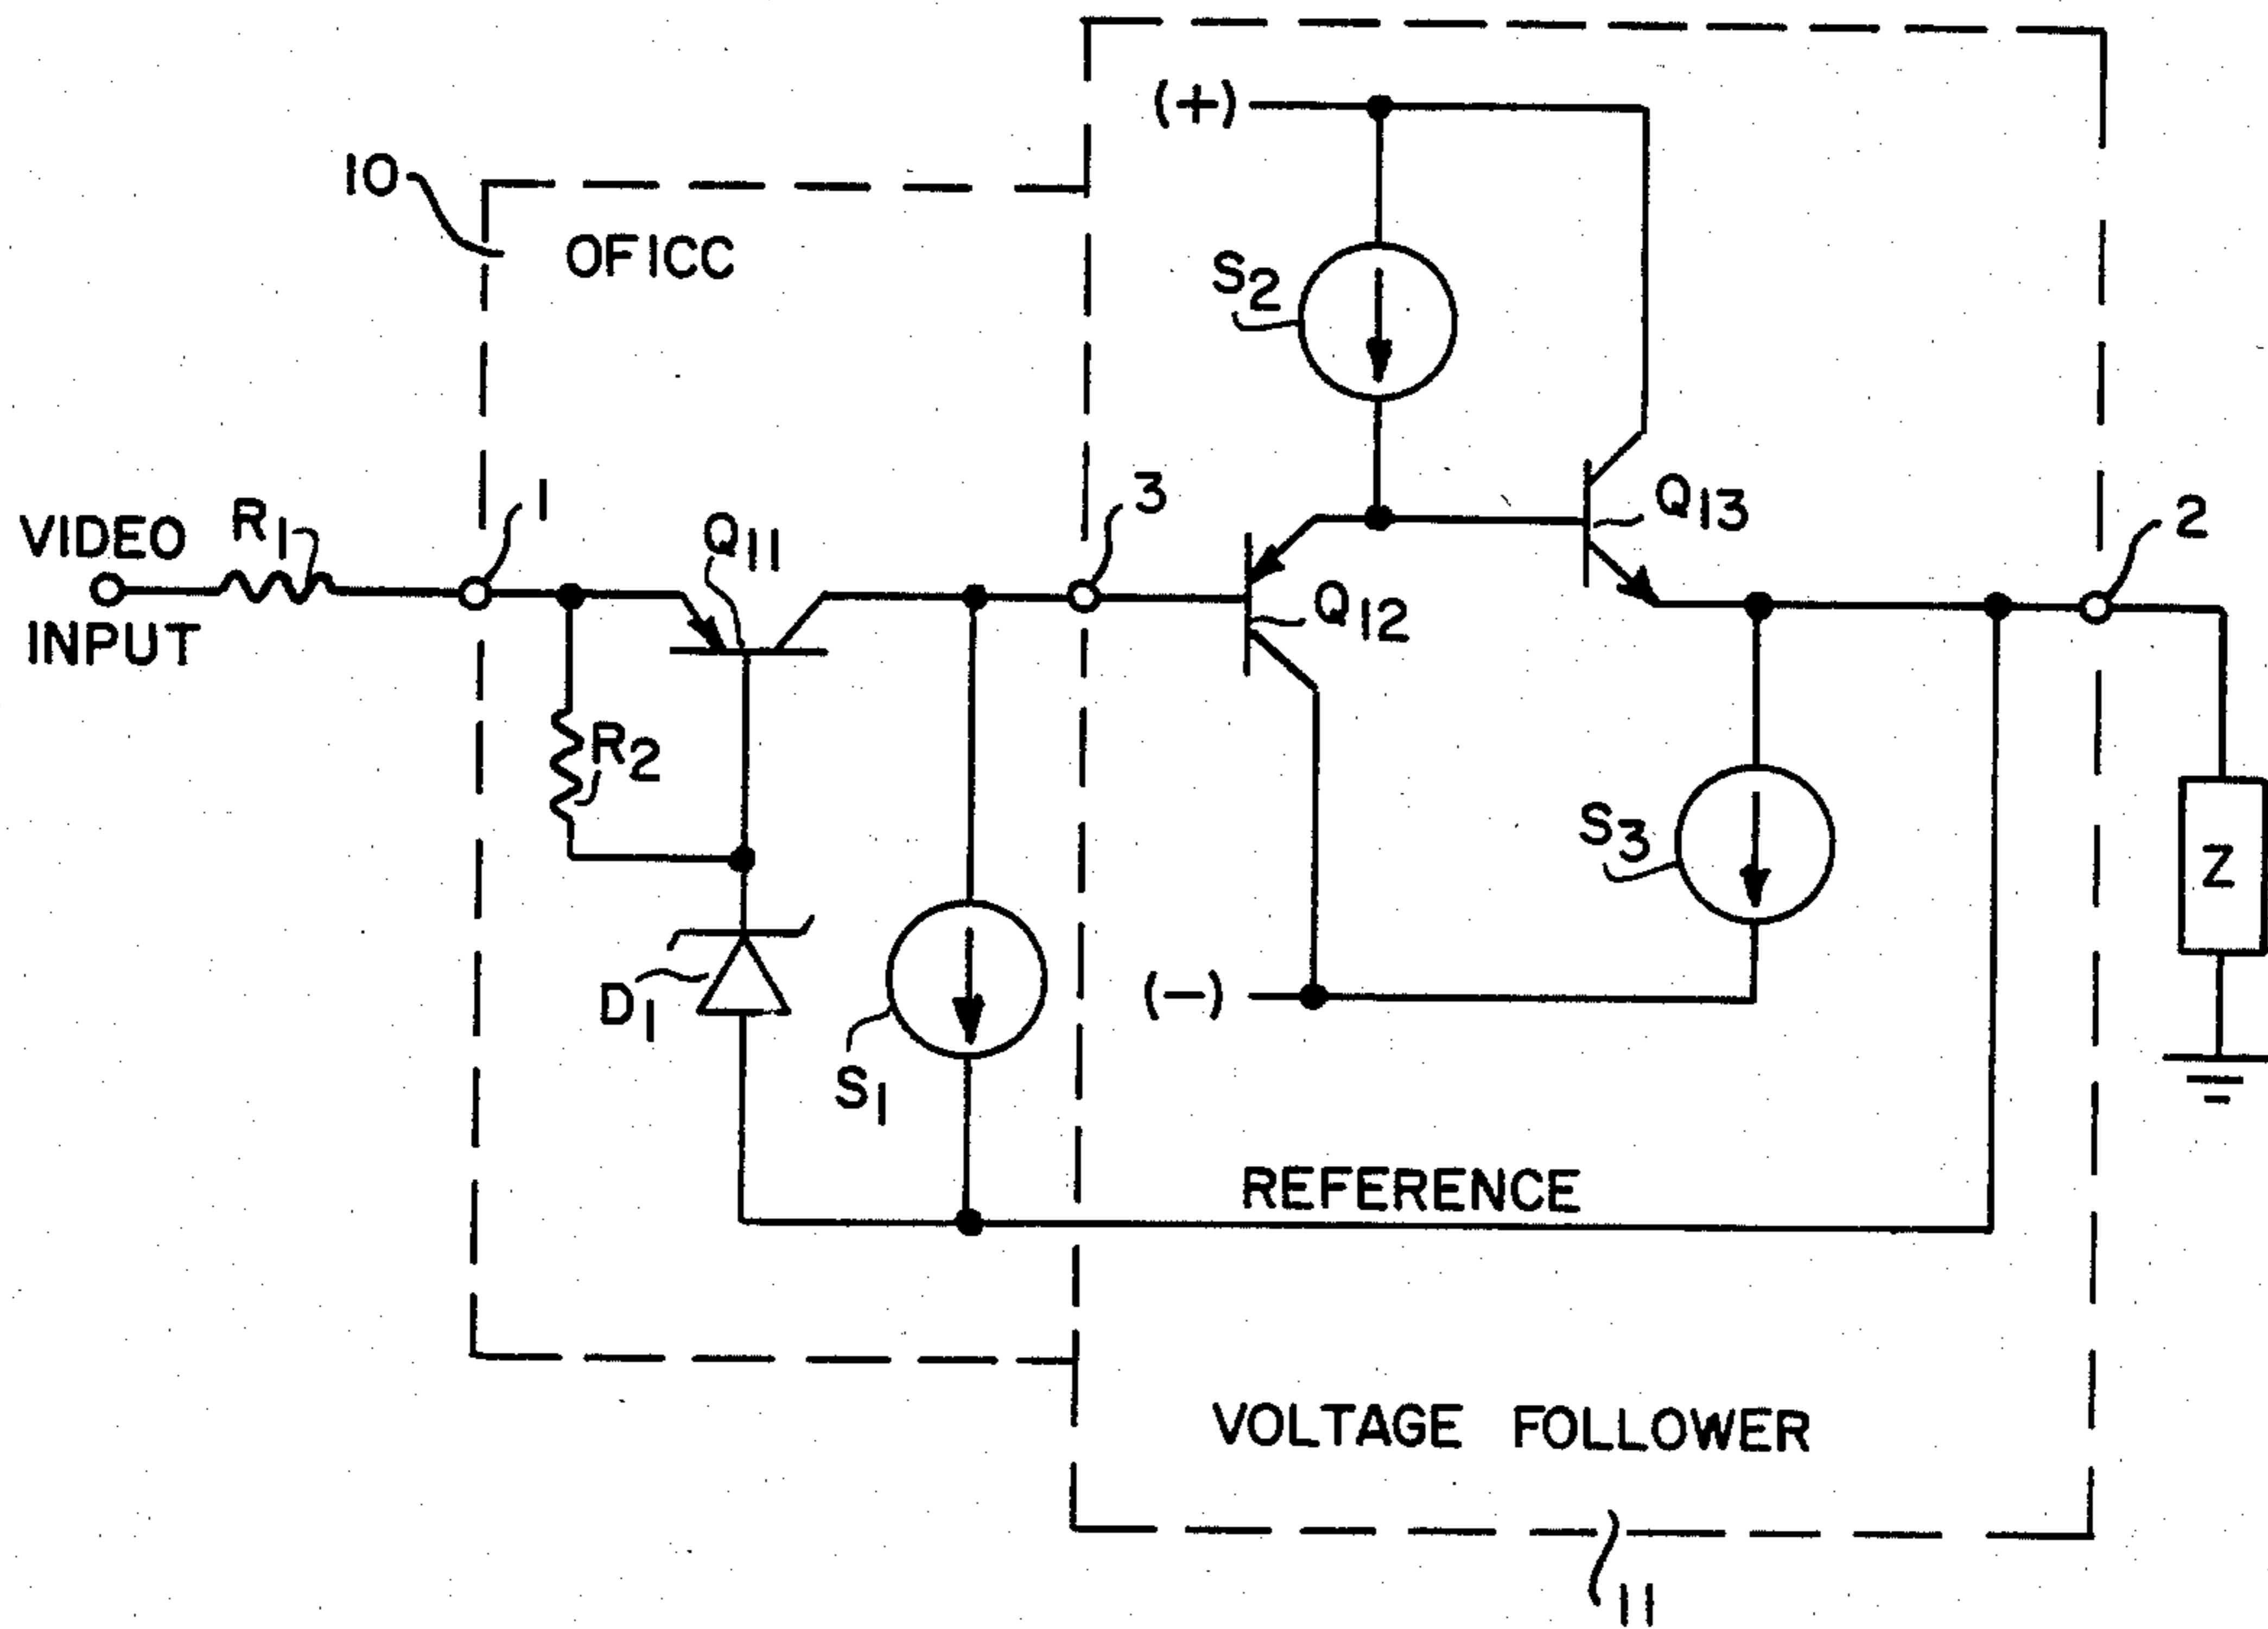 (+)
10
OFICC
S2
VIDEO
INPUT
R1
1
Q11
3
Q12
Q13
2
R2
D1
S1
S3
Z
(−)
REFERENCE
VOLTAGE FOLLOWER
11